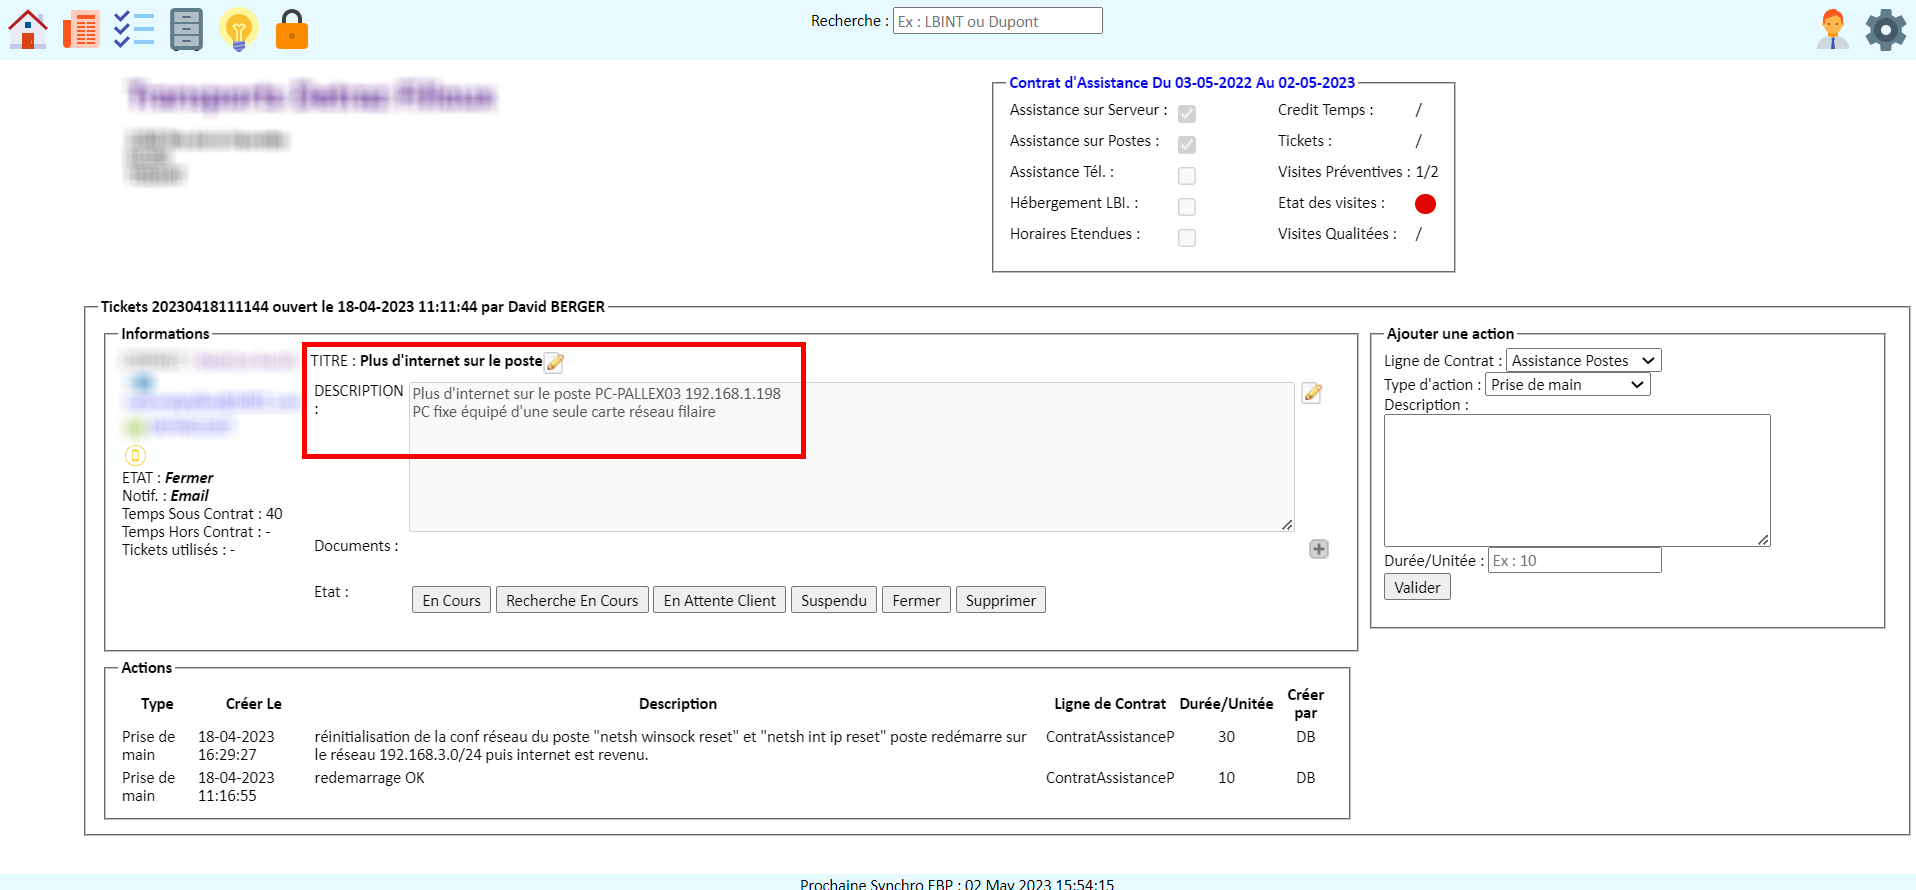 Recherche : Ex : LBINT ou Dupont
Contrat d'Assistance Du 03-05-2022 Au 02-05-2023
Assistance sur Serveur : Credit Temps : /
Assistance sur Postes : Tickets : /
Assistance Tél. : Visites Préventives : 1/2
Hébergement LBI. : Etat des visites :
Horaires Etendues : Visites Qualitées : /
Tickets 20230418111144 ouvert le 18-04-2023 11:11:44 par David BERGER
Informations
TITRE : Plus d'internet sur le poste
DESCRIPTION :
Plus d'internet sur le poste PC-PALLEX03 192.168.1.198
PC fixe équipé d'une seule carte réseau filaire
ETAT : Fermer
Notif. : Email
Temps Sous Contrat : 40
Temps Hors Contrat : -
Tickets utilisés : -
Documents :
Etat : En Cours Recherche En Cours En Attente Client Suspendu Fermer Supprimer
Ajouter une action
Ligne de Contrat : Assistance Postes
Type d'action : Prise de main
Description :
Durée/Unitée : Ex : 10
Valider
Actions
Type Créer Le Description Ligne de Contrat Durée/Unitée Créer par
Prise de main 18-04-2023 16:29:27 réinitialisation de la conf réseau du poste "netsh winsock reset" et "netsh int ip reset" poste redémarre sur le réseau 192.168.3.0/24 puis internet est revenu. ContratAssistanceP 30 DB
Prise de main 18-04-2023 11:16:55 redemarrage OK ContratAssistanceP 10 DB
Prochaine Synchro EBP : 02 May 2023 15:54:15